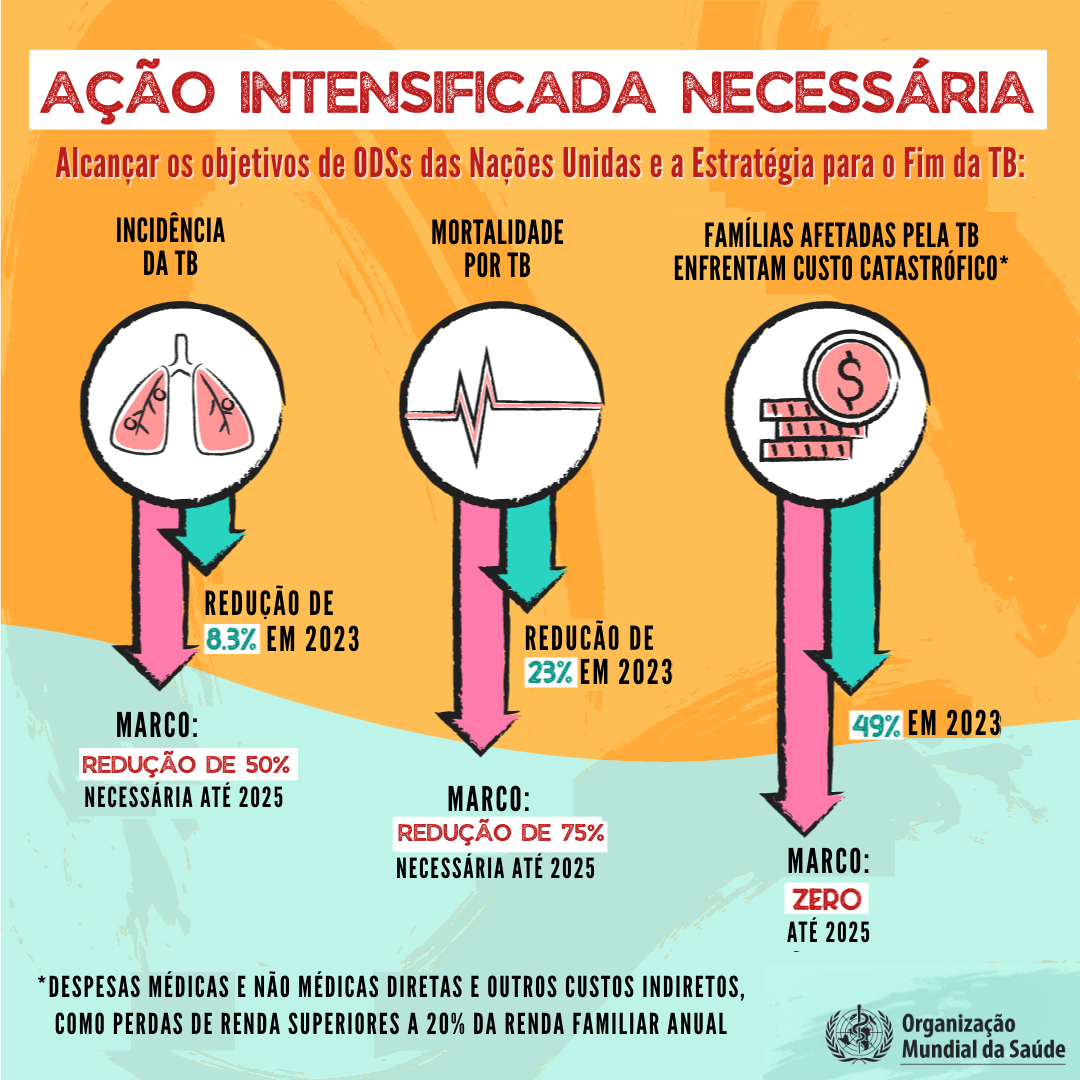 AÇÃO INTENSIFICADA NECESSÁRIA
Alcançar os objetivos de ODSs das Nações Unidas e a Estratégia para o Fim da TB:
INCIDÊNCIA
DA TB
REDUÇÃO DE
8.3% EM 2023
MARCO:
REDUÇÃO DE 50%
NECESSÁRIA ATÉ 2025
MORTALIDADE
POR TB
REDUCÃO DE
23% EM 2023
MARCO:
REDUÇÃO DE 75%
NECESSÁRIA ATÉ 2025
FAMÍLIAS AFETADAS PELA TB
ENFRENTAM CUSTO CATASTRÓFICO*
$
49% EM 2023
MARCO:
ZERO
ATÉ 2025
*DESPESAS MÉDICAS E NÃO MÉDICAS DIRETAS E OUTROS CUSTOS INDIRETOS,
COMO PERDAS DE RENDA SUPERIORES A 20% DA RENDA FAMILIAR ANUAL
Organização
Mundial da Saúde